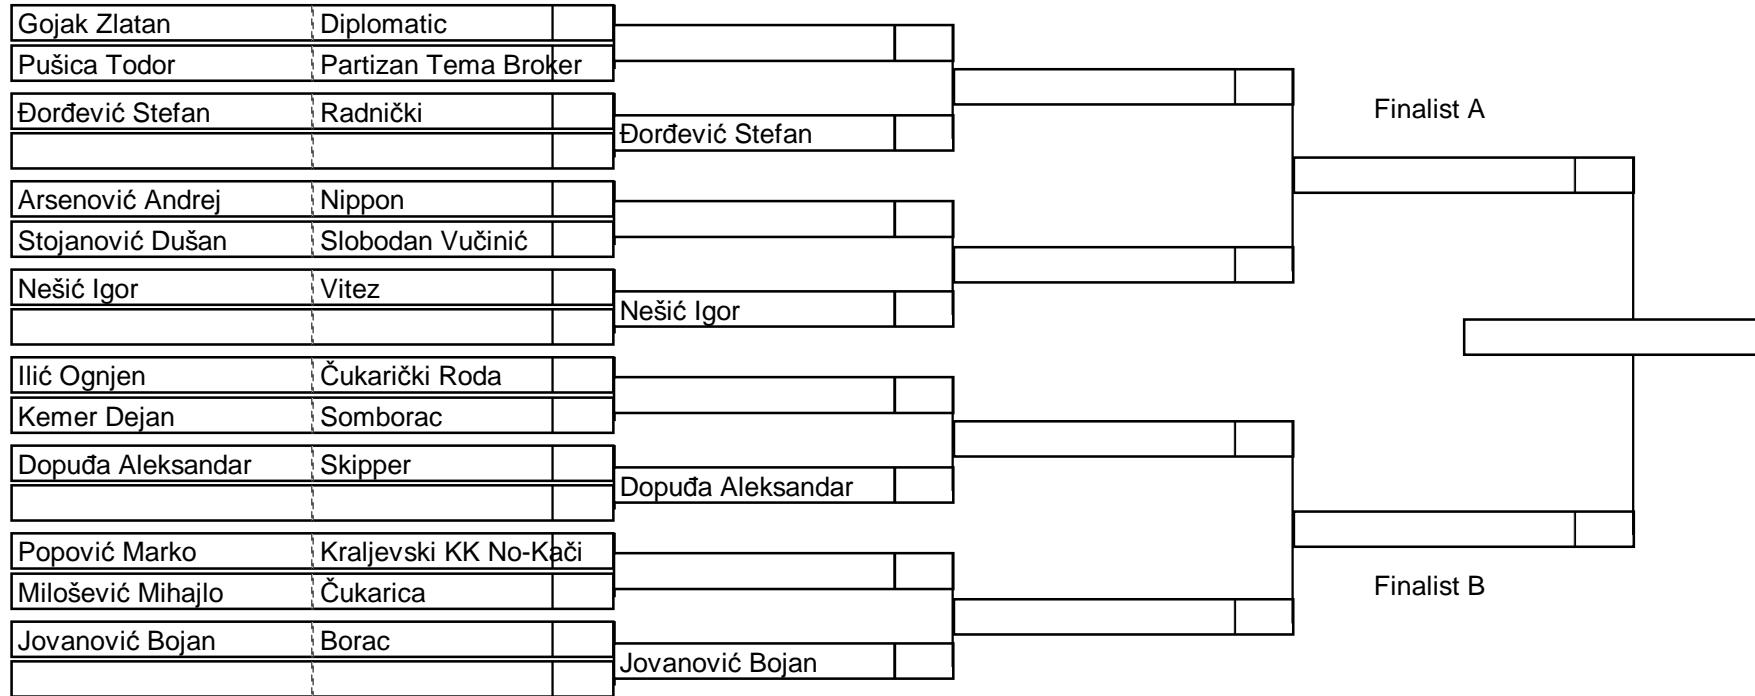 Gojak Zlatan Diplomatic
Pušica Todor Partizan Tema Broker
Đorđević Stefan Radnički
Đorđević Stefan
Arsenović Andrej Nippon
Stojanović Dušan Slobodan Vučinić
Nešić Igor Vitez
Nešić Igor
Ilić Ognjen Čukarički Roda
Kemer Dejan Somborac
Dopuđa Aleksandar Skipper
Dopuđa Aleksandar
Popović Marko Kraljevski KK No-Kači
Milošević Mihajlo Čukarica
Jovanović Bojan Borac
Jovanović Bojan
Finalist A
Finalist B